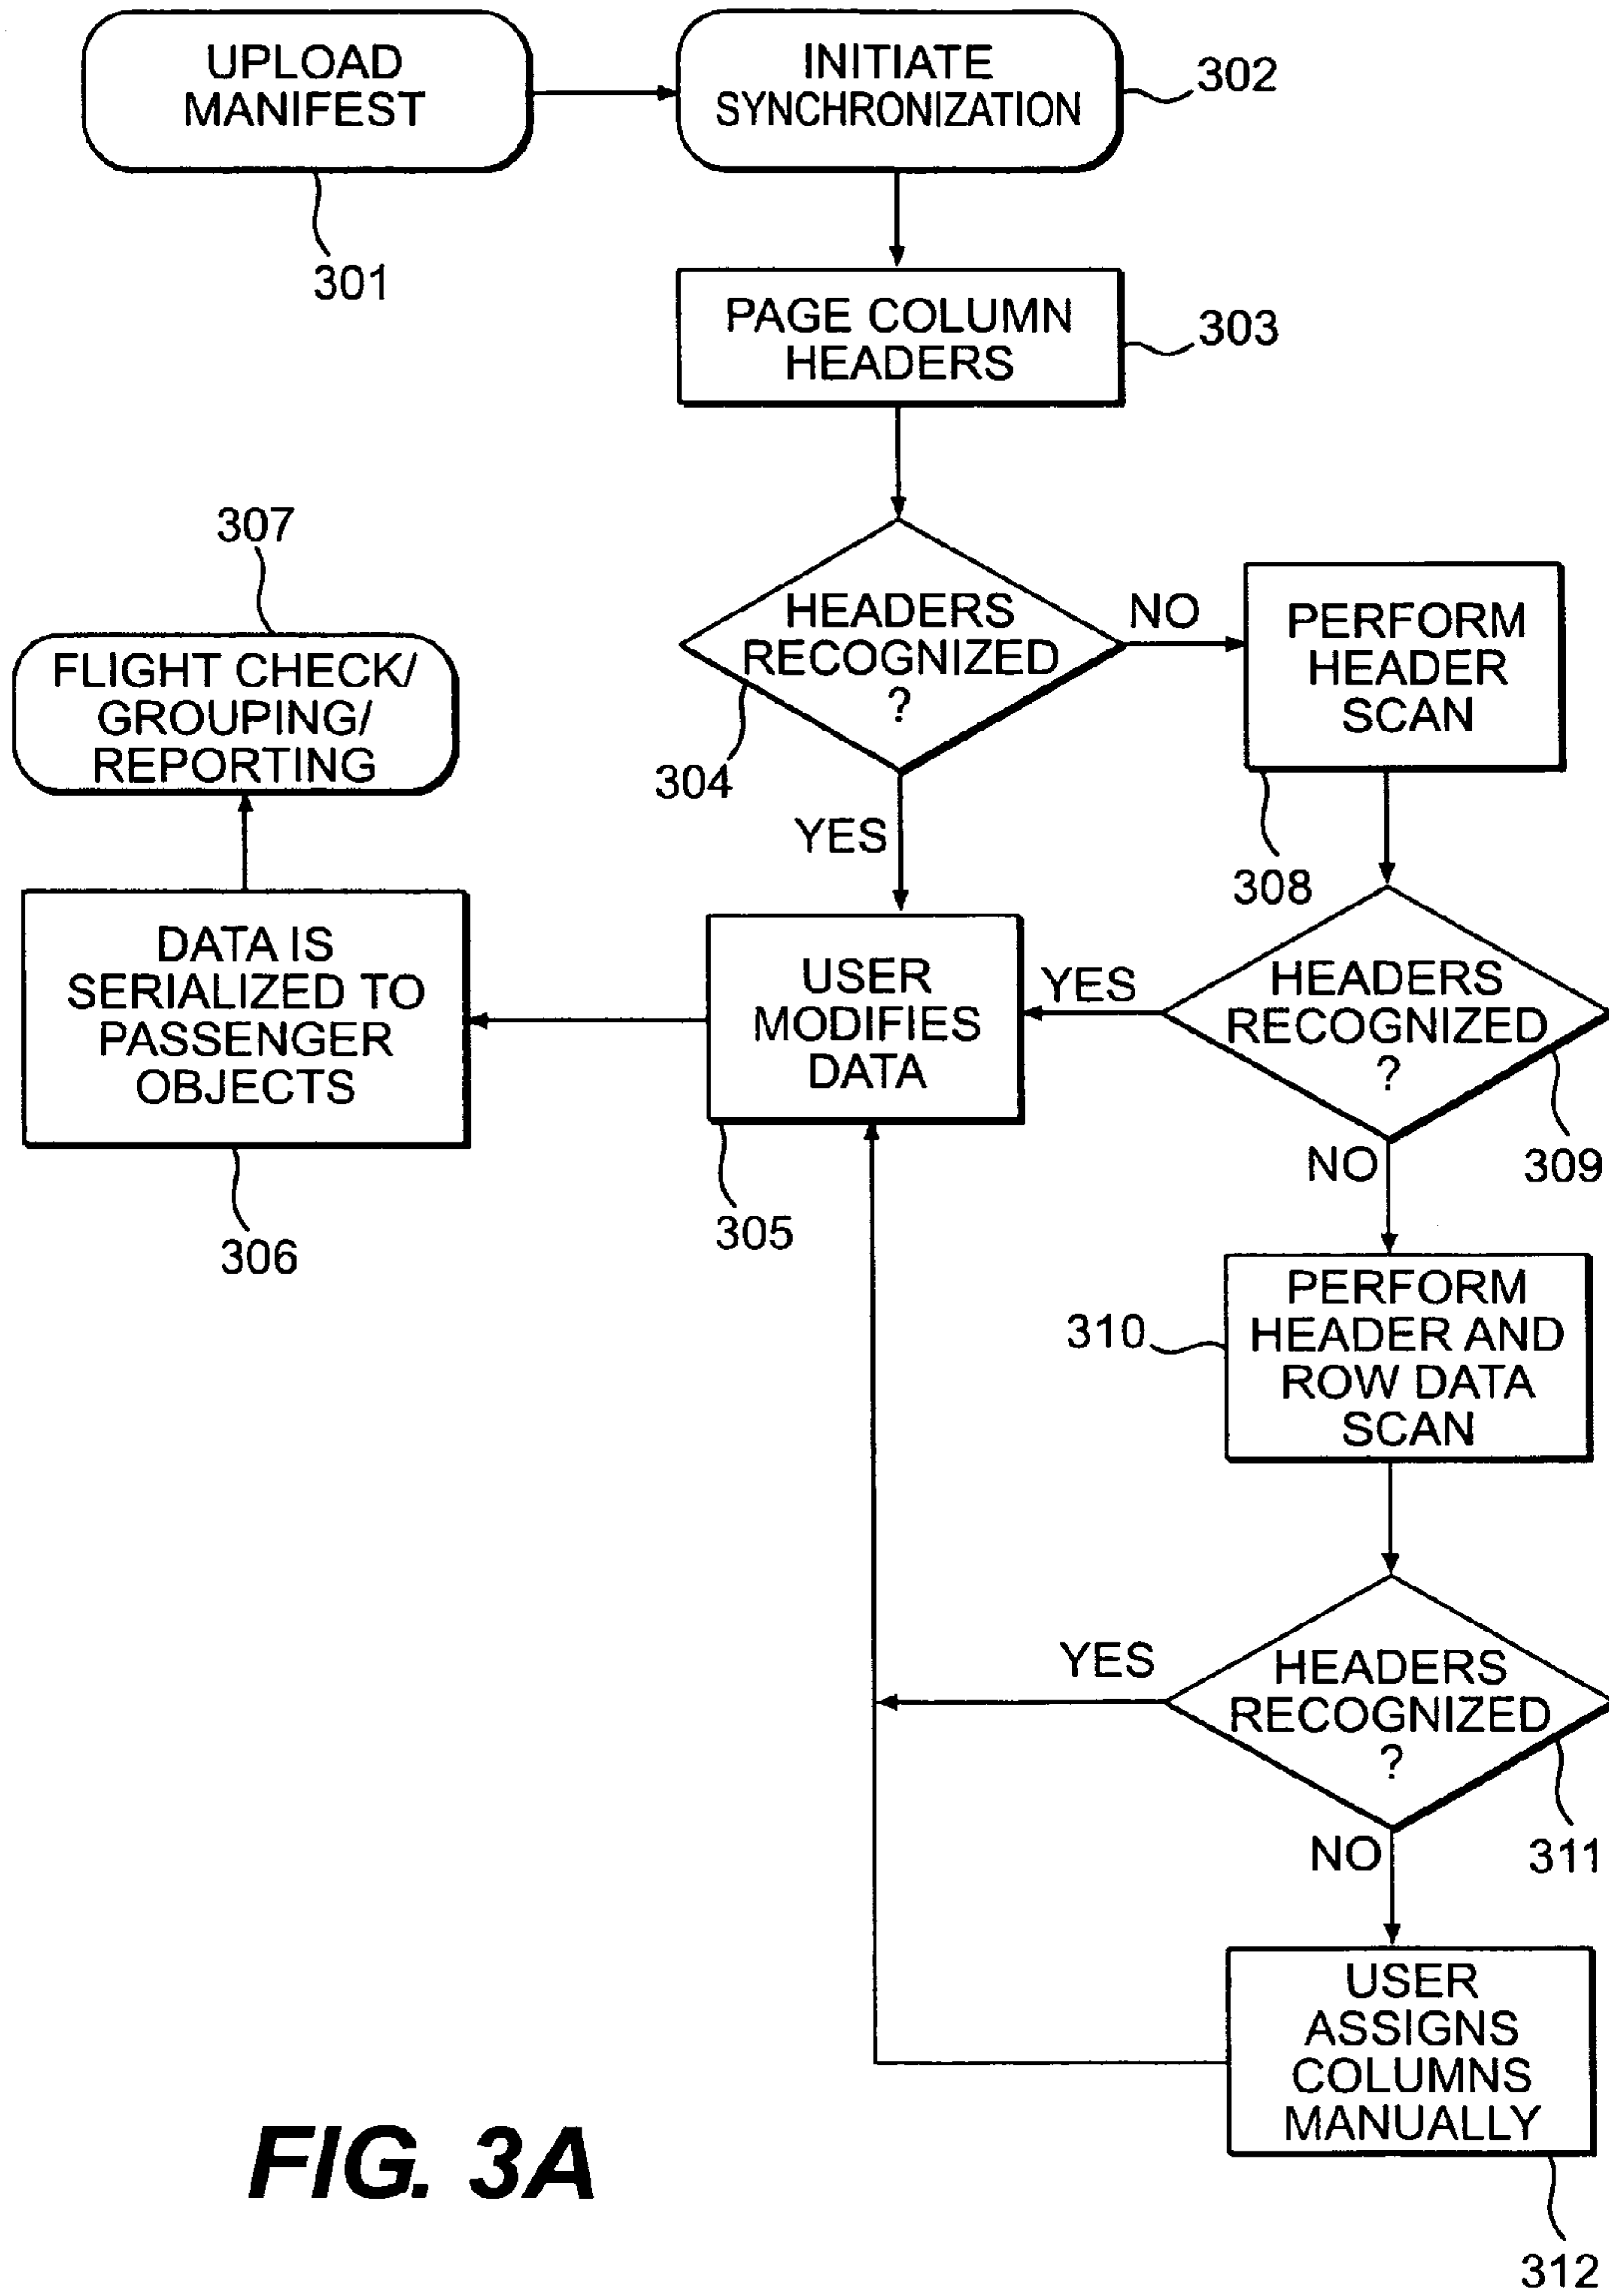 UPLOAD
MANIFEST
301
INITIATE
SYNCHRONIZATION
302
PAGE COLUMN
HEADERS
303
HEADERS
RECOGNIZED
?
304
NO
YES
PERFORM
HEADER
SCAN
308
307
FLIGHT CHECK/
GROUPING/
REPORTING
DATA IS
SERIALIZED TO
PASSENGER
OBJECTS
306
USER
MODIFIES
DATA
305
YES
HEADERS
RECOGNIZED
?
309
NO
310
PERFORM
HEADER AND
ROW DATA
SCAN
YES
HEADERS
RECOGNIZED
?
311
NO
USER
ASSIGNS
COLUMNS
MANUALLY
312
FIG. 3A